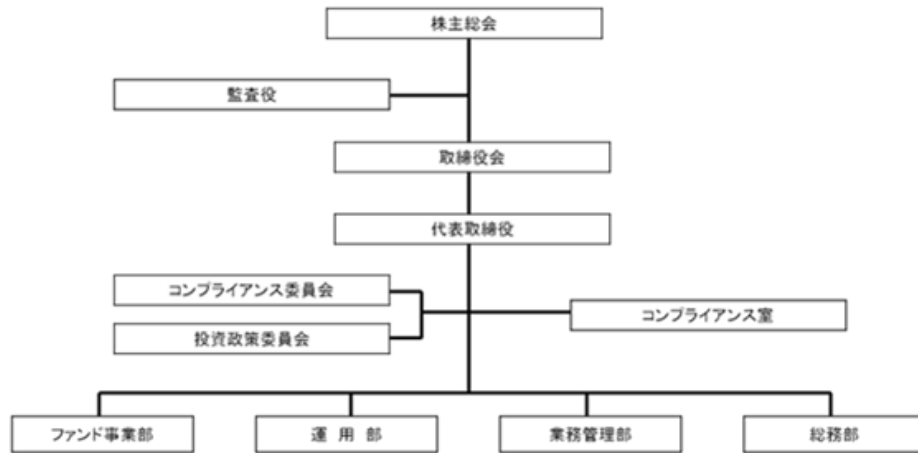 株主総会
監査役
取締役会
代表取締役
コンプライアンス委員会
コンプライアンス室
投資政策委員会
ファンド事業部
運 用 部
業務管理部
総務部